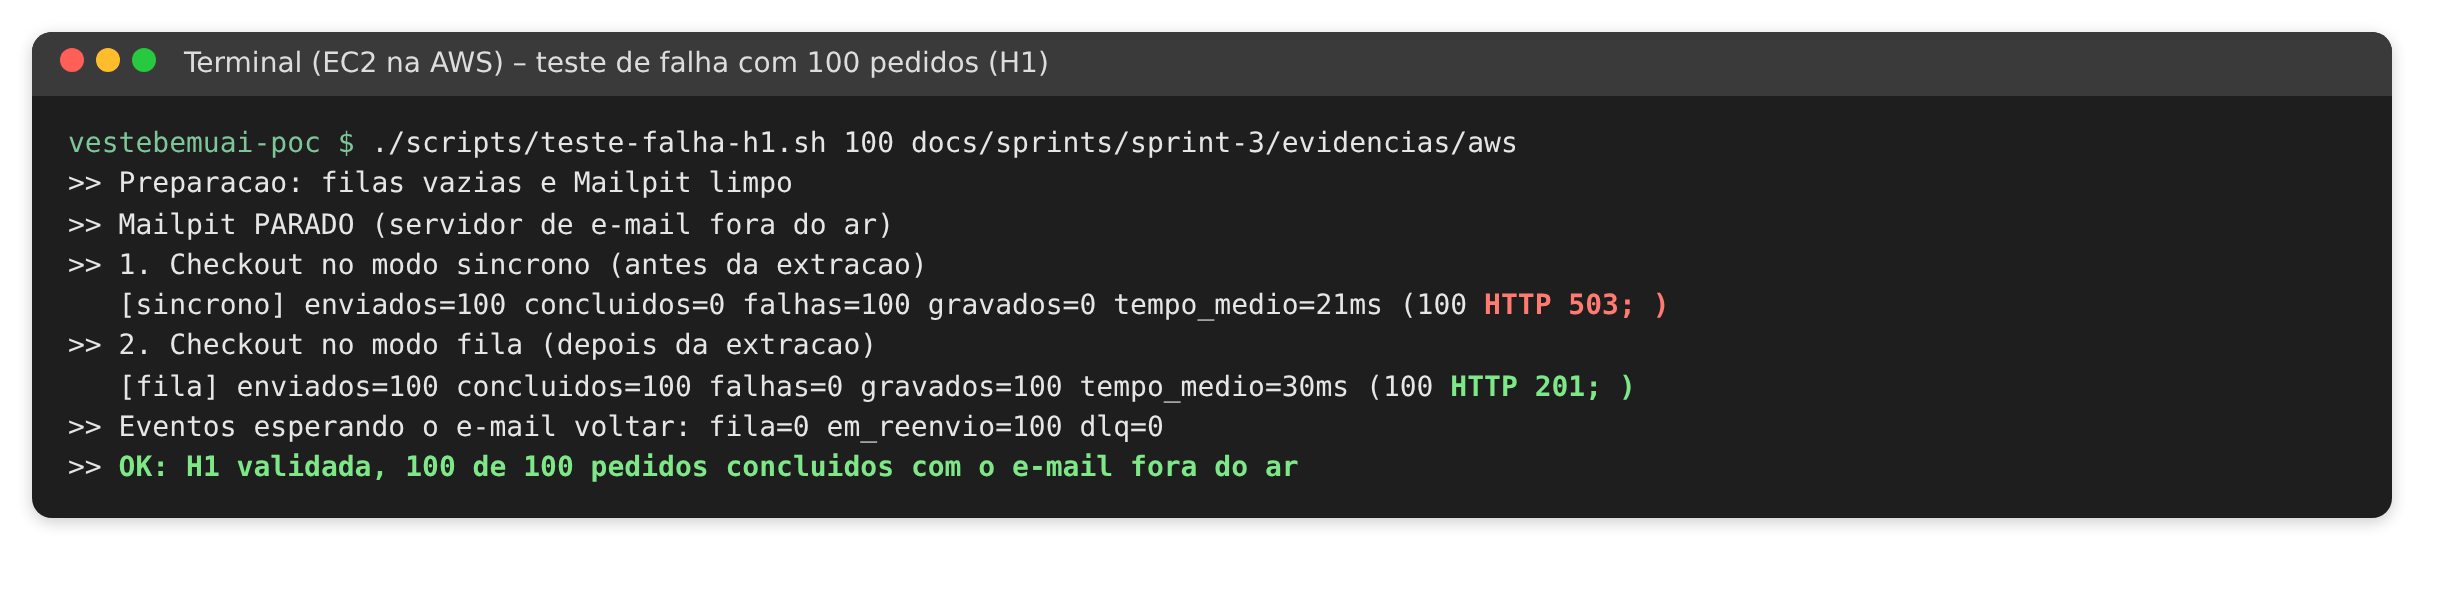 Terminal (EC2 na AWS) – teste de falha com 100 pedidos (H1)
vestebemuai-poc $ ./scripts/teste-falha-h1.sh 100 docs/sprints/sprint-3/evidencias/aws
>> Preparacao: filas vazias e Mailpit limpo
>> Mailpit PARADO (servidor de e-mail fora do ar)
>> 1. Checkout no modo sincrono (antes da extracao)
   [sincrono] enviados=100 concluidos=0 falhas=100 gravados=0 tempo_medio=21ms (100 HTTP 503; )
>> 2. Checkout no modo fila (depois da extracao)
   [fila] enviados=100 concluidos=100 falhas=0 gravados=100 tempo_medio=30ms (100 HTTP 201; )
>> Eventos esperando o e-mail voltar: fila=0 em_reenvio=100 dlq=0
>> OK: H1 validada, 100 de 100 pedidos concluidos com o e-mail fora do ar